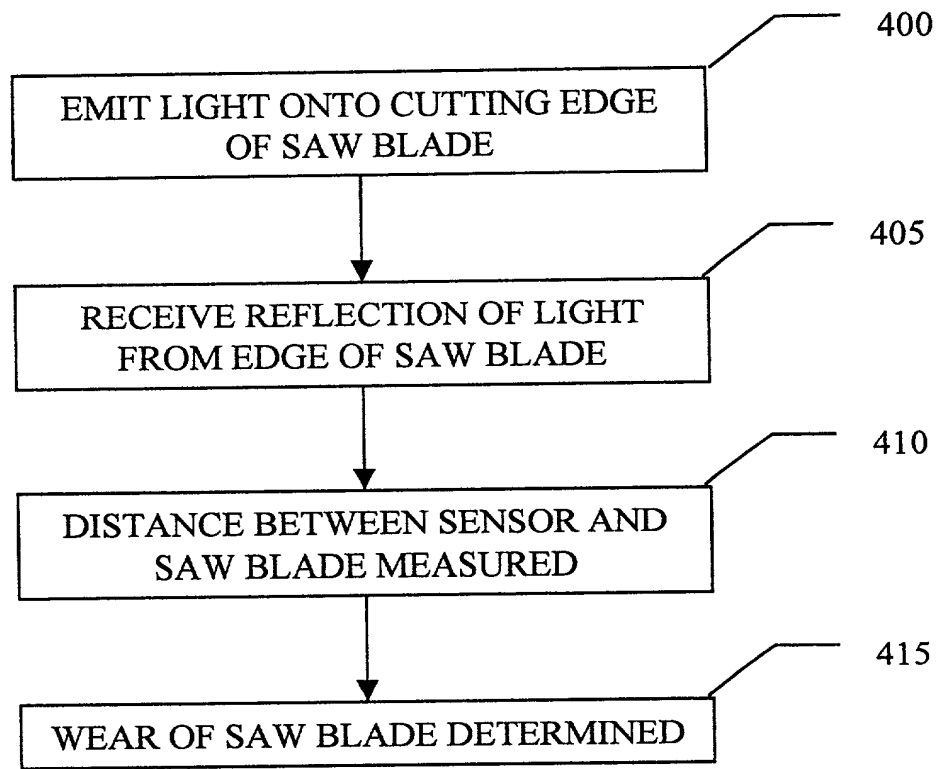 400
EMIT LIGHT ONTO CUTTING EDGE
OF SAW BLADE
405
RECEIVE REFLECTION OF LIGHT
FROM EDGE OF SAW BLADE
410
DISTANCE BETWEEN SENSOR AND
SAW BLADE MEASURED
415
WEAR OF SAW BLADE DETERMINED